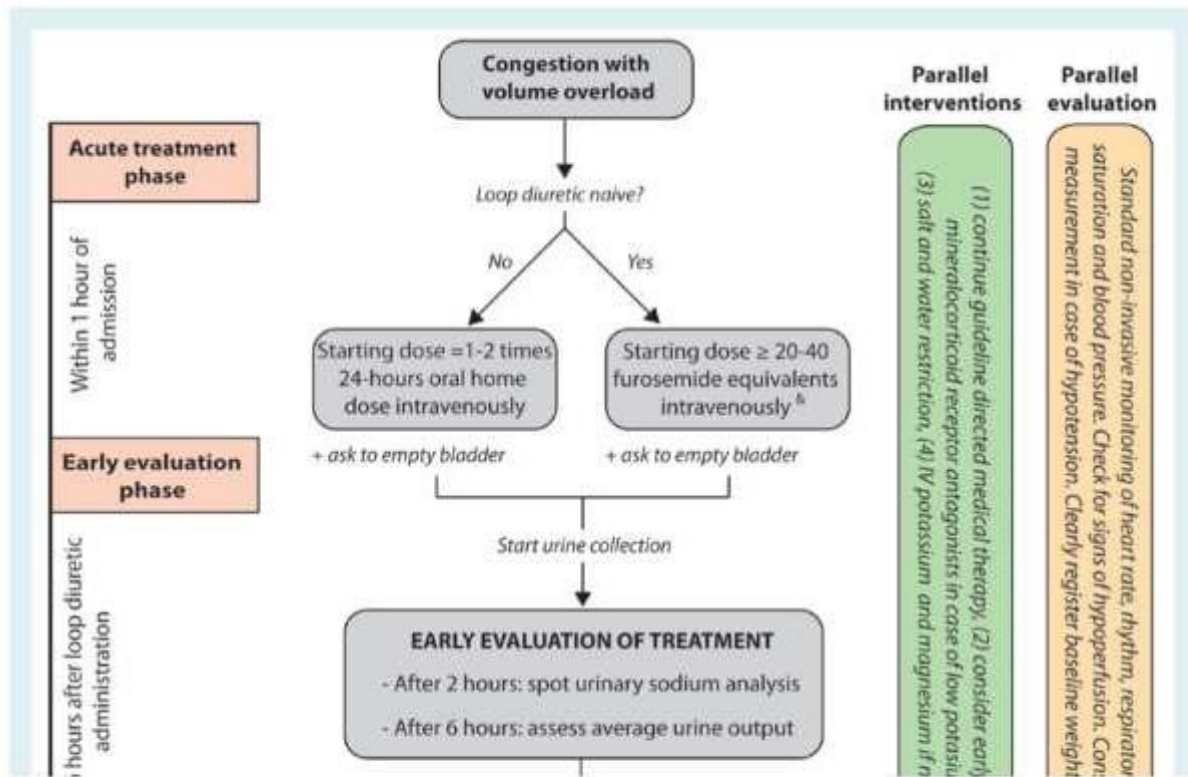 Congestion with
volume overload
Parallel
interventions
Parallel
evaluation
Acute treatment
phase
Loop diuretic naive?
Within 1 hour of
admission
No
Yes
Starting dose =1-2 times
24-hours oral home
dose intravenously
Starting dose ≥ 20-40
furosemide equivalents
intravenously &
+ ask to empty bladder
+ ask to empty bladder
Early evaluation
phase
Start urine collection
hours after loop diuretic
administration
EARLY EVALUATION OF TREATMENT
- After 2 hours: spot urinary sodium analysis
- After 6 hours: assess average urine output
(1) continue guideline directed medical therapy, (2) consider early
mineralocorticoid receptor antagonists in case of low
(3) salt and water restriction, (4) IV potassium and magnesium if
Standard non-invasive monitoring of heart rate, rhythm,
saturation and blood pressure. Check for signs of hypoperfusion.
measurement in case of hypotension. Clearly register baseline